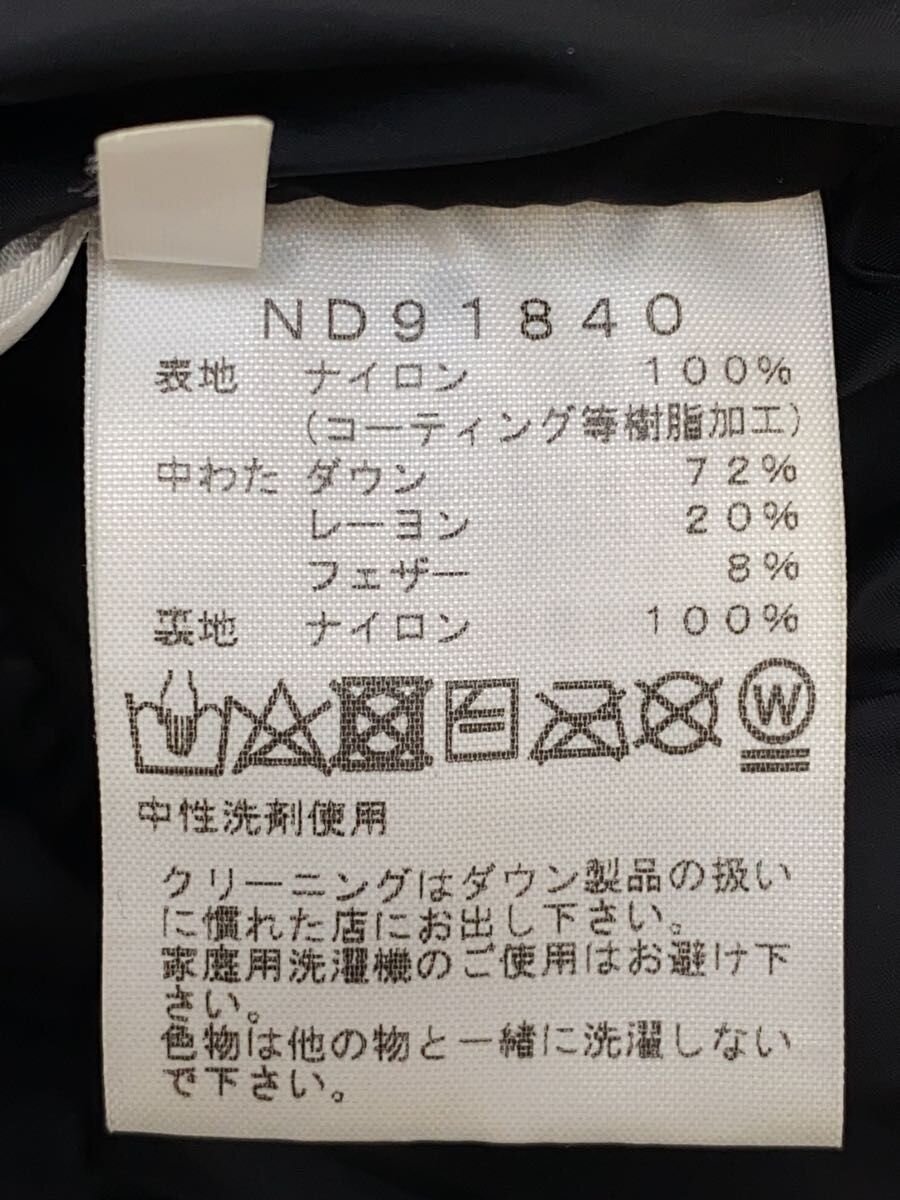 ND91840
表地 ナイロン 100%
(コーティング等樹脂加工)
中わた ダウン 72%
レーヨン 20%
フェザー 8%
裏地 ナイロン 100%
W
中性洗剤使用
クリーニングはダウン製品の扱い
に慣れた店にお出し下さい。
家庭用洗濯機のご使用はお避け下
さい。
色物は他の物と一緒に洗濯しない
で下さい。